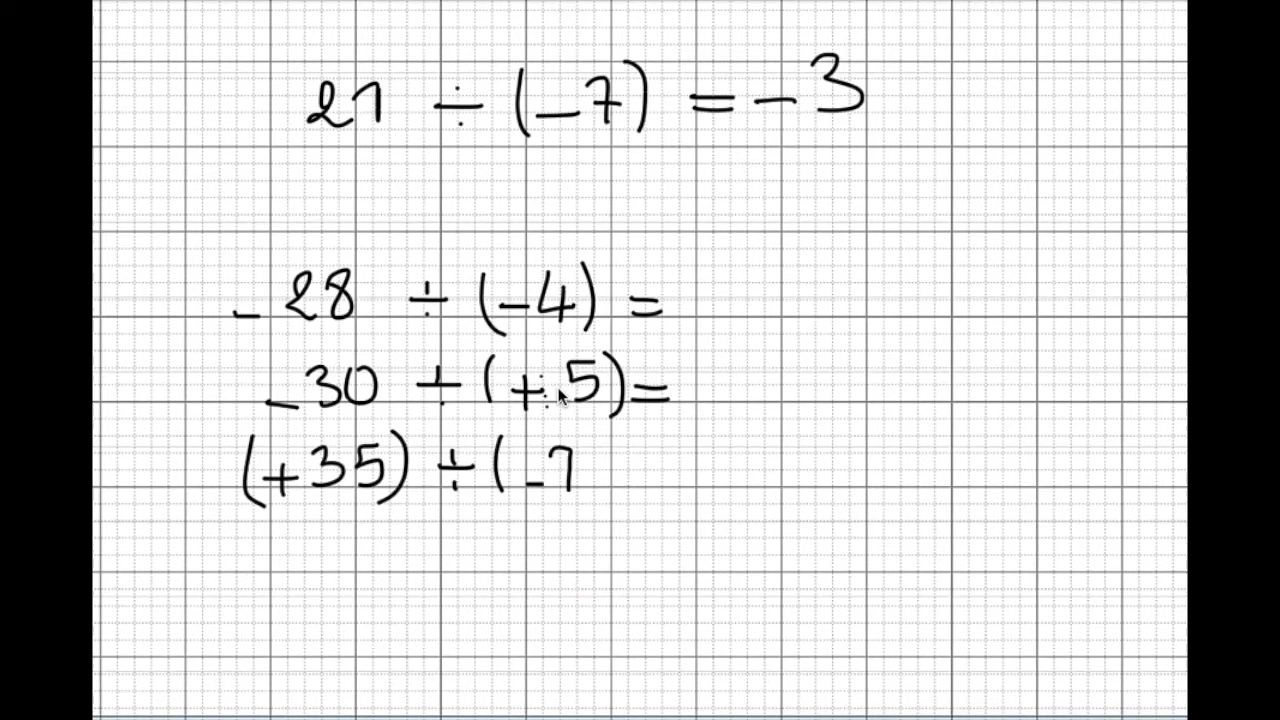 21 ÷ (-7) = - 3
- 28 ÷ (-4) =
- 30 ÷ (+5) =
(+35) ÷ (-7